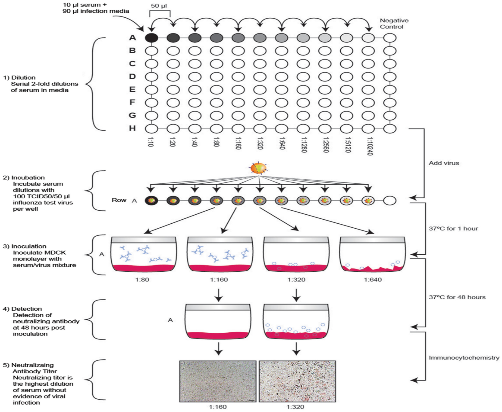 10 µl serum +
90 µl infection media
50 µl
Negative
Control
A
B
C
D
E
F
G
H
1) Dilution
Serial 2-fold dilutions
of serum in media
1:10
1:20
1:40
1:80
1:160
1:320
1:640
1:1280
1:2560
1:5120
1:10240
Add virus
2) Incubation
Incubate serum
dilutions with
100 TCID50/50 µl
influenza test virus
per well
Row A
37ºC for 1 hour
3) Inoculation
Inoculate MDCK
monolayer with
serum/virus mixture
A
1:80
1:160
1:320
1:640
37ºC for 48 hours
4) Detection
Detection of
neutralizing antibody
at 48 hours post
inoculation
A
Immunocytochemistry
5) Neutralizing
Antibody Titer
Neutralizing titer is
the highest dilution
of serum without
evidence of viral
infection
1:160
1:320